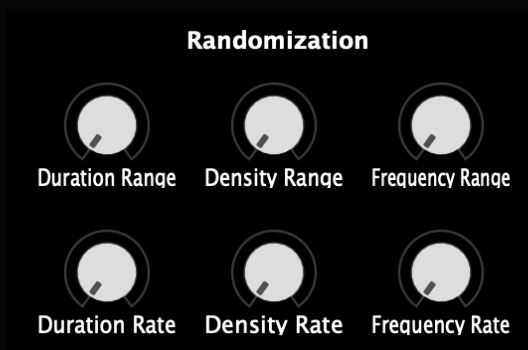 Randomization
Duration Range Density Range Frequency Range
Duration Rate Density Rate Frequency Rate